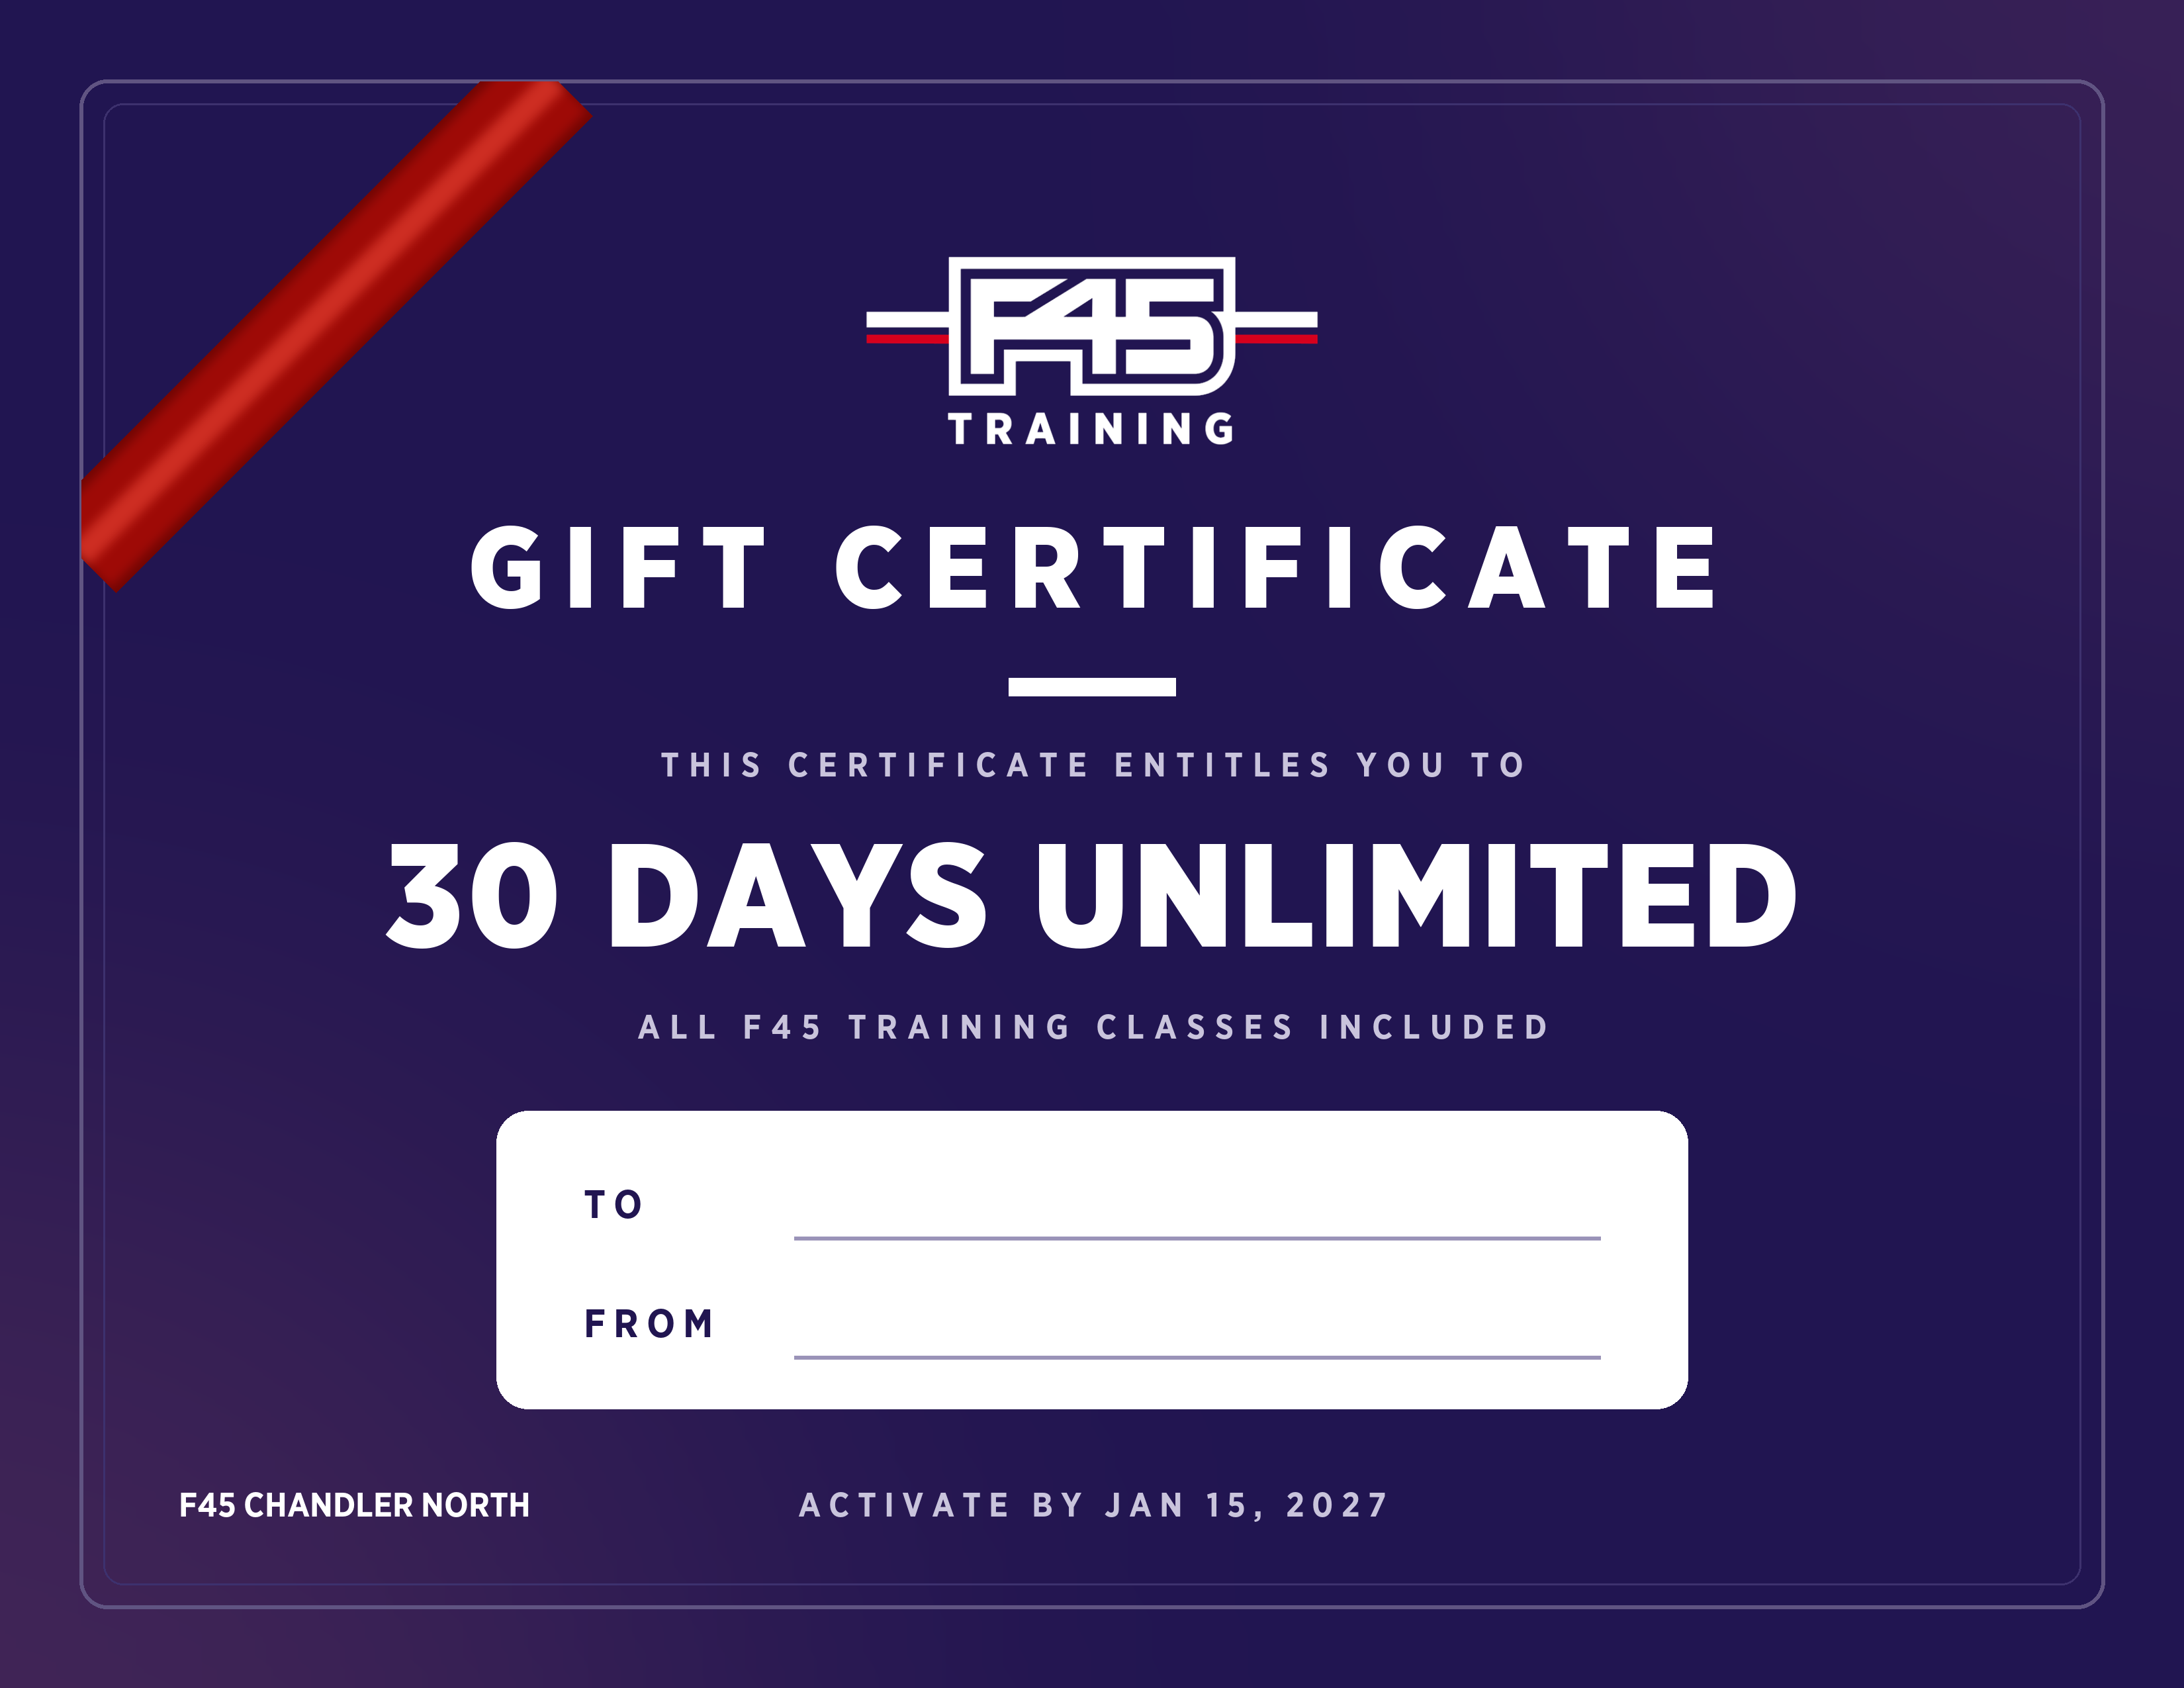 F45
TRAINING
GIFT CERTIFICATE
THIS CERTIFICATE ENTITLES YOU TO
30 DAYS UNLIMITED
ALL F45 TRAINING CLASSES INCLUDED
TO
FROM
F45 CHANDLER NORTH
ACTIVATE BY JAN 15, 2027